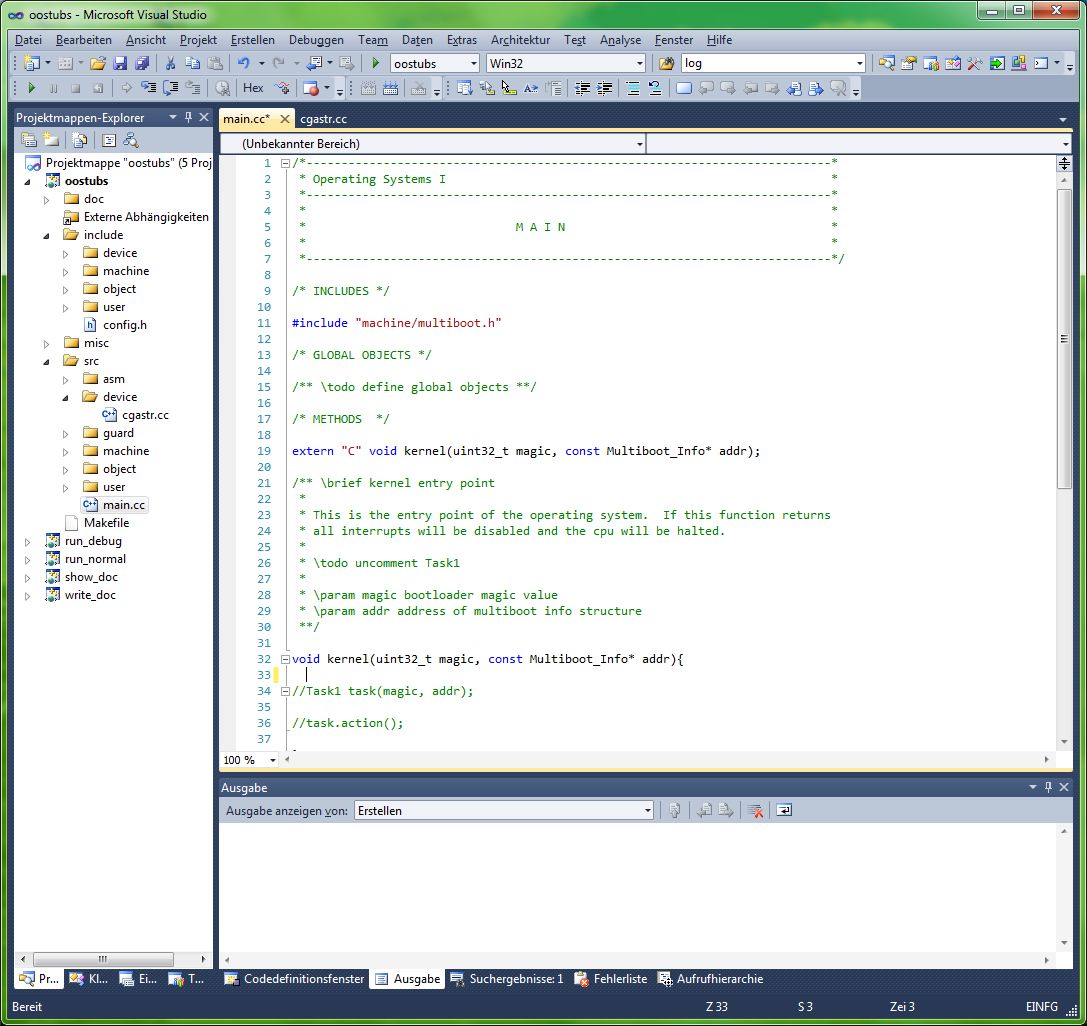 oostubs - Microsoft Visual Studio
Datei Bearbeiten Ansicht Projekt Erstellen Debuggen Team Daten Extras Architektur Test Analyse Fenster Hilfe
oostubs Win32 log
Hex
Projektmappen-Explorer
Projektmappe "oostubs" (5 Proj
oostubs
doc
Externe Abhängigkeiten
include
device
machine
object
user
config.h
misc
src
asm
device
cgastr.cc
guard
machine
object
user
main.cc
Makefile
run_debug
run_normal
show_doc
write_doc
Pr... Kl... Ei... T...
main.cc* cgastr.cc
(Unbekannter Bereich)
1 /*-----------------------------------------------------------------------------*
2  * Operating Systems I                                                         *
3  *-----------------------------------------------------------------------------*
4  *                                                                             *
5  *                              M A I N                                        *
6  *                                                                             *
7  *-----------------------------------------------------------------------------*/
8
9 /* INCLUDES */
10
11 #include "machine/multiboot.h"
12
13 /* GLOBAL OBJECTS */
14
15 /** \todo define global objects **/
16
17 /* METHODS  */
18
19 extern "C" void kernel(uint32_t magic, const Multiboot_Info* addr);
20
21 /** \brief kernel entry point
22  *
23  * This is the entry point of the operating system.  If this function returns
24  * all interrupts will be disabled and the cpu will be halted.
25  *
26  * \todo uncomment Task1
27  *
28  * \param magic bootloader magic value
29  * \param addr address of multiboot info structure
30  **/
31
32 void kernel(uint32_t magic, const Multiboot_Info* addr){
33
34 //Task1 task(magic, addr);
35
36 //task.action();
37
100 %
Ausgabe
Ausgabe anzeigen von: Erstellen
Codedefinitionsfenster Ausgabe Suchergebnisse: 1 Fehlerliste Aufrufhierarchie
Bereit Z 33 S 3 Zei 3 EINFG